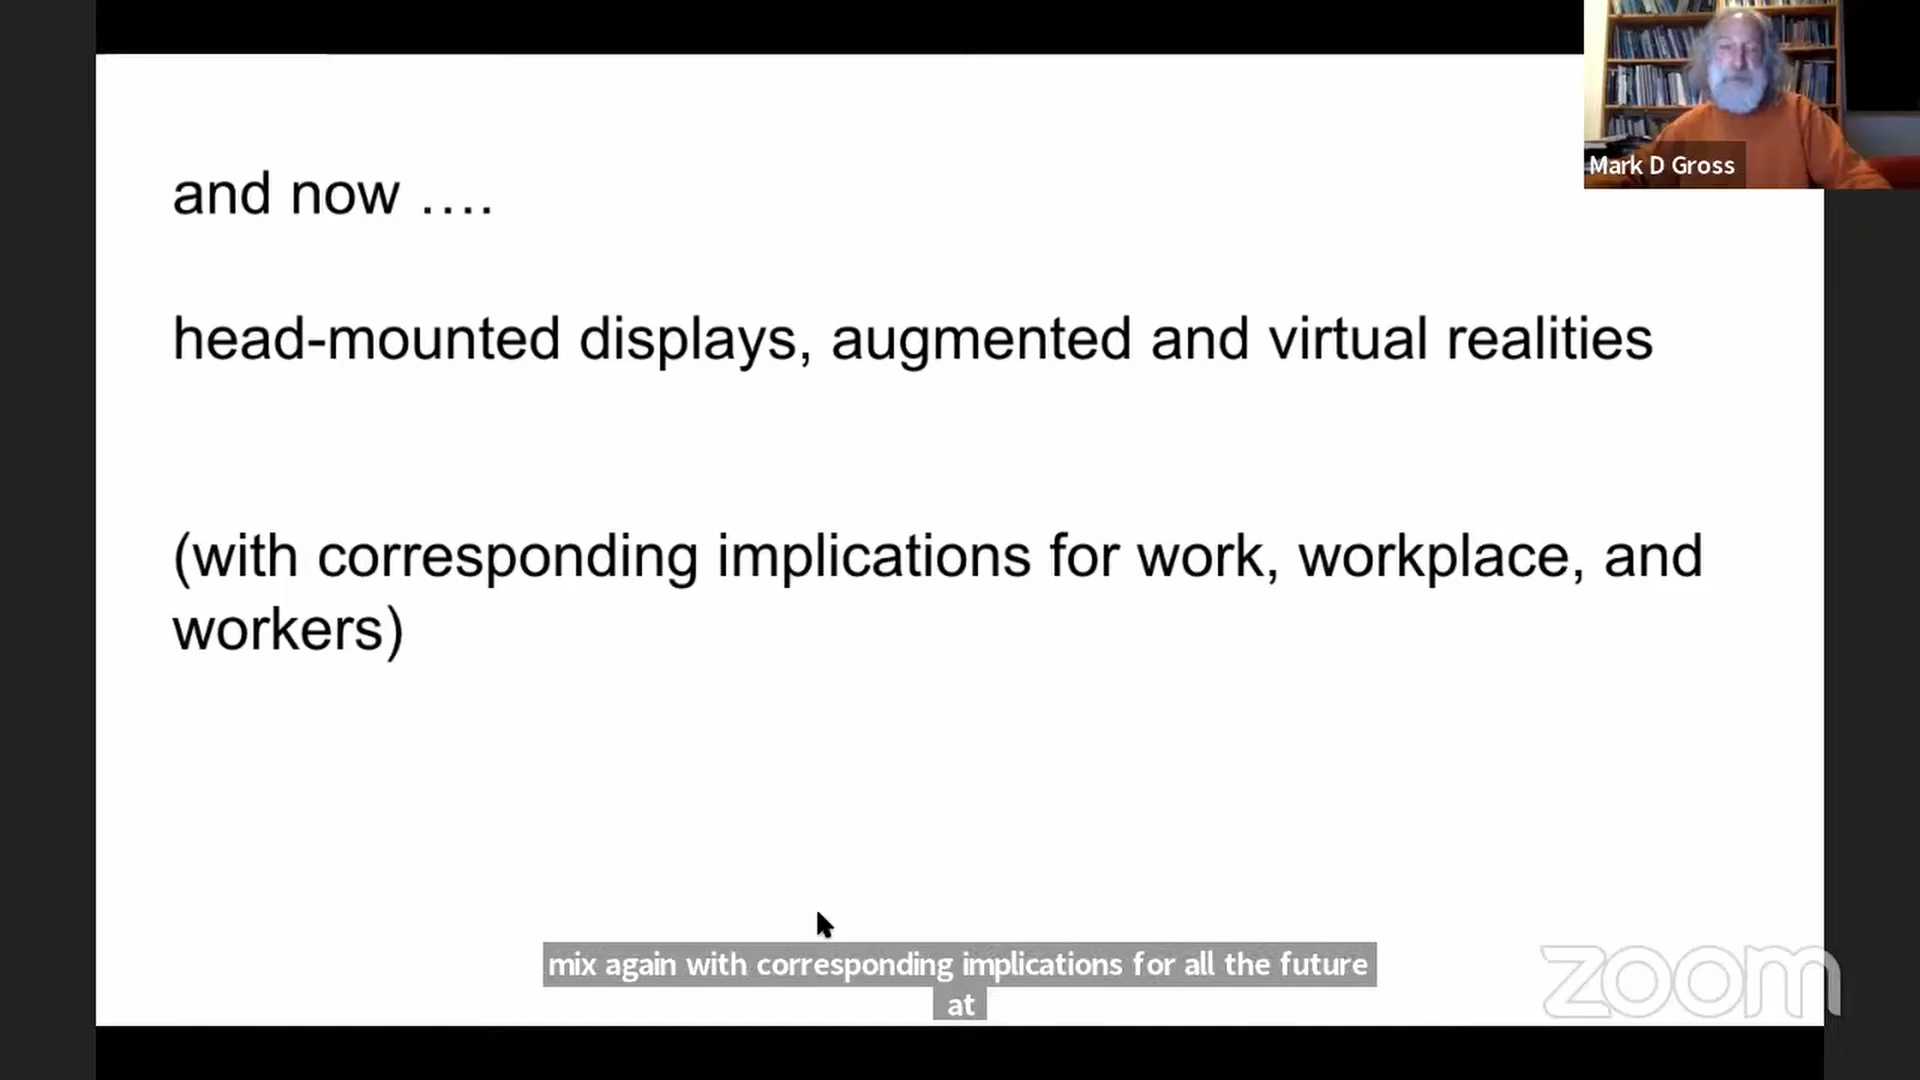 Mark D Gross
and now ….
head-mounted displays, augmented and virtual realities
(with corresponding implications for work, workplace, and
workers)
mix again with corresponding implications for all the future
at
zoom